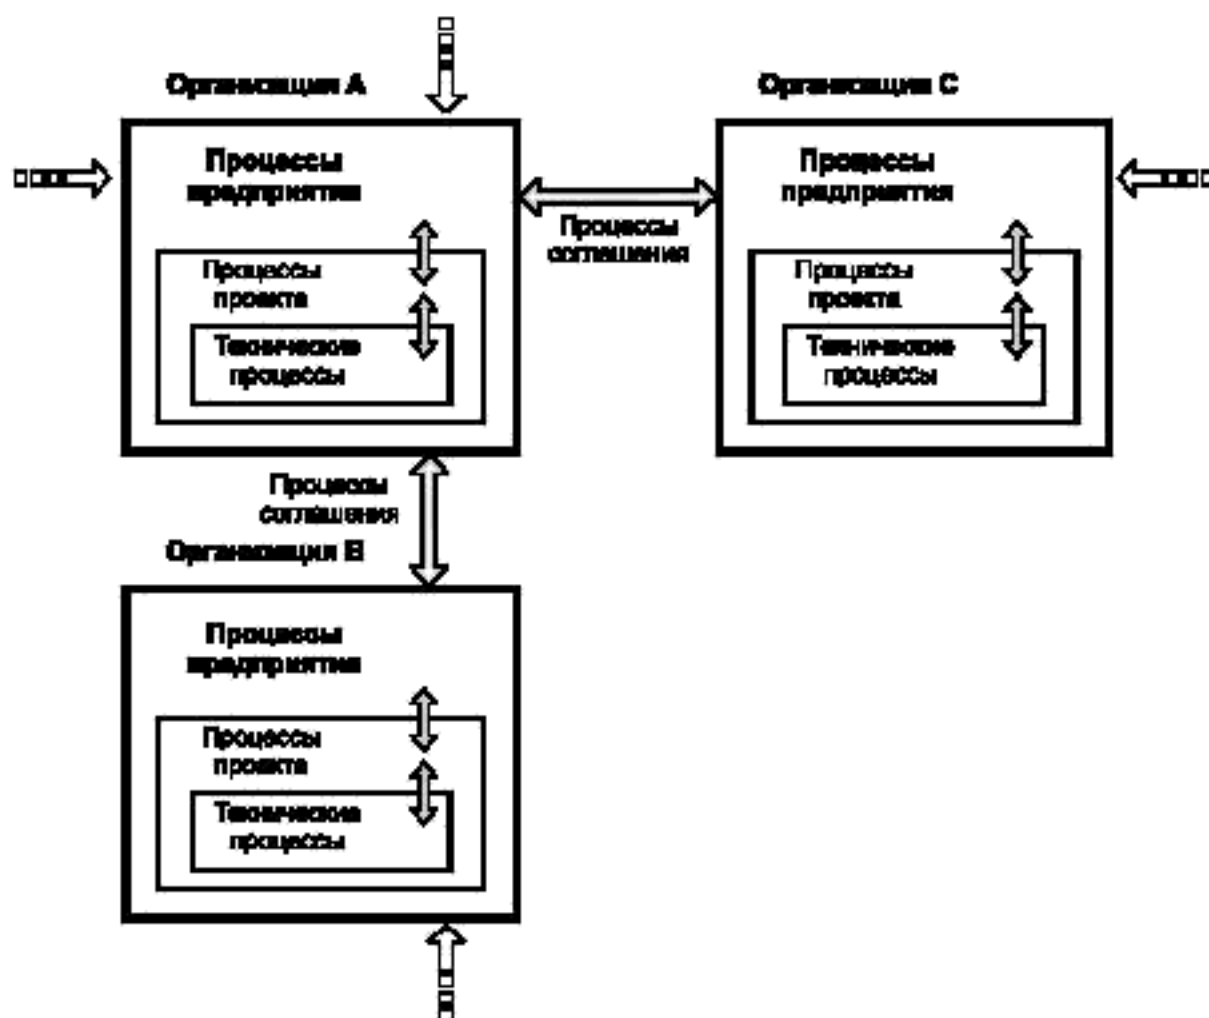 Организация А
Организация С
Процессы
предприятия
Процессы
предприятия
Процессы
соглашения
Процессы
проекта
Процессы
проекта
Технические
процессы
Технические
процессы
Процессы
соглашения
Организация В
Процессы
предприятия
Процессы
проекта
Технические
процессы